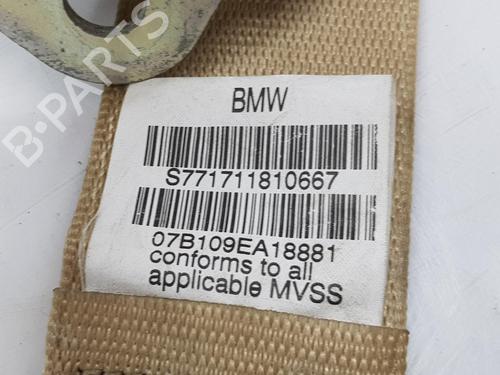 B-PARTS
BMW
S771711810667
07B109EA18881
conforms to all
applicable MVSS